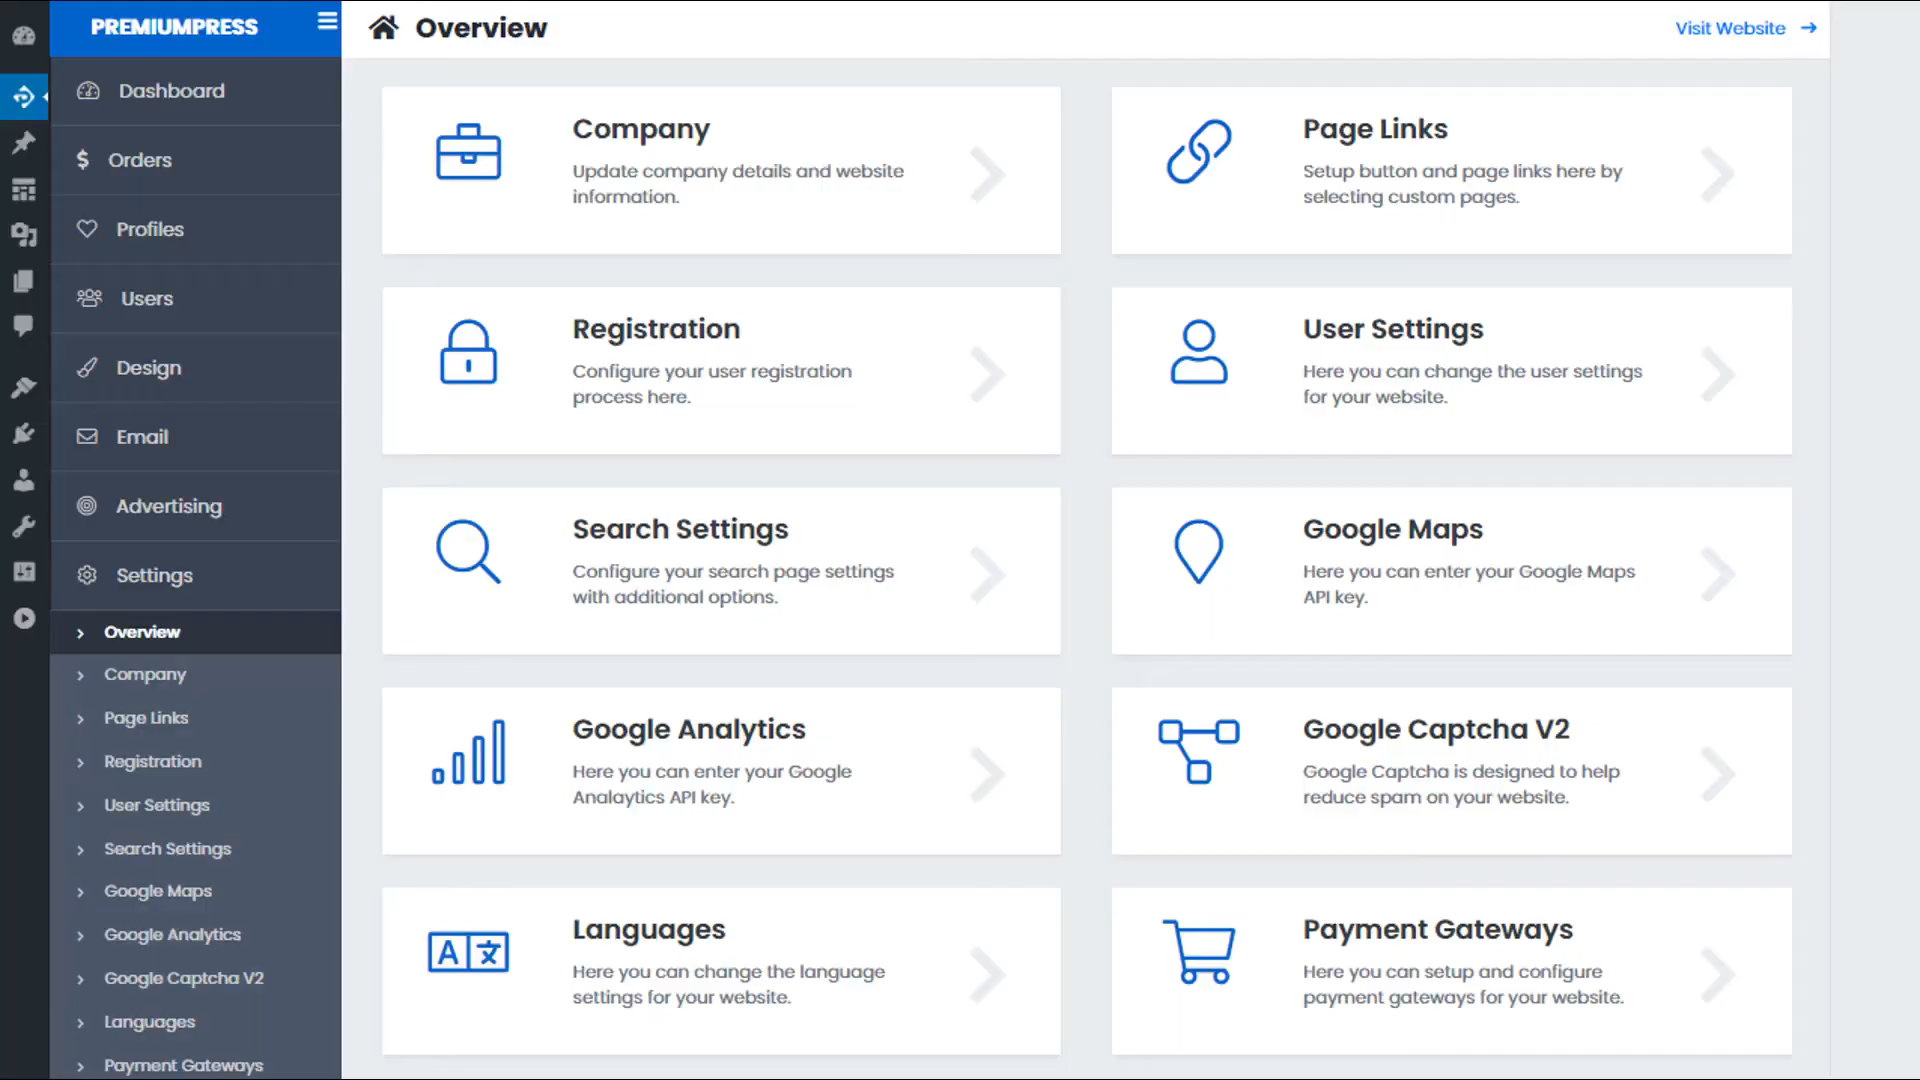 PREMIUMPRESS
Overview
Visit Website
Dashboard
Orders
Profiles
Users
Design
Email
Advertising
Settings
Overview
Company
Page Links
Registration
User Settings
Search Settings
Google Maps
Google Analytics
Google Captcha V2
Languages
Payment Gateways
Company
Update company details and website
information.
Page Links
Setup button and page links here by
selecting custom pages.
Registration
Configure your user registration
process here.
User Settings
Here you can change the user settings
for your website.
Search Settings
Configure your search page settings
with additional options.
Google Maps
Here you can enter your Google Maps
API key.
Google Analytics
Here you can enter your Google
Analaytics API key.
Google Captcha V2
Google Captcha is designed to help
reduce spam on your website.
A 文
Languages
Here you can change the language
settings for your website.
Payment Gateways
Here you can setup and configure
payment gateways for your website.